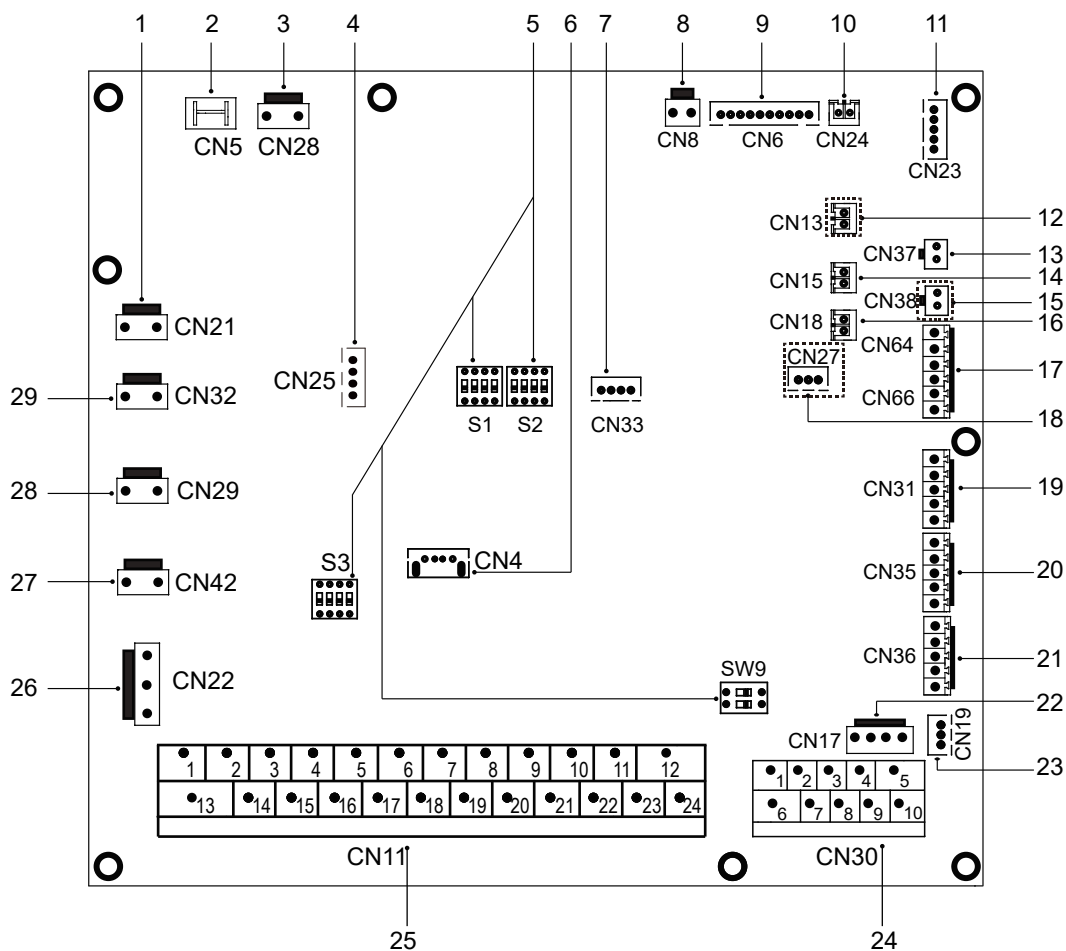 1 2 3 4 5 6 7 8 9 10 11
CN5 CN28 CN8 CN6 CN24 CN23
CN13 12
CN37 13
CN15 14
CN38 15
CN18 16
CN21
CN64
CN27
CN25
17
29 CN32 CN66
S1 S2 CN33 18
28 CN29 CN31 19
S3 CN4
27 CN42 CN35 20
CN36 21
26 CN22 SW9
22
CN17 CN19
23
1 2 3 4 5 6 7 8 9 10 11 12
1 2 3 4 5
13 14 15 16 17 18 19 20 21 22 23 24
6 7 8 9 10
CN11 CN30
25 24